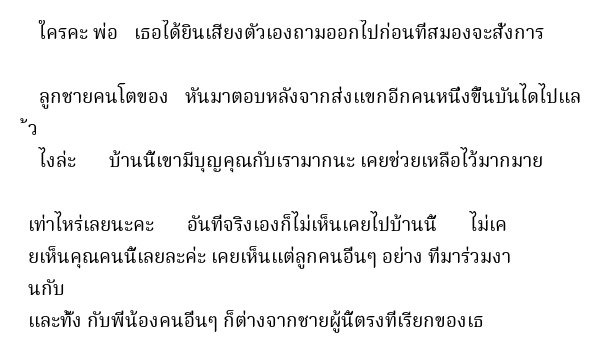 ใครคะ พ่อ เธอได้ยินเสียงตัวเองถามออกไปก่อนที่สมองจะสั่งการ
ลูกชายคนโตของ หันมาตอบหลังจากส่งแขกอีกคนหนึ่งขึ้นบันไดไปแล
้ว
ไงล่ะ บ้านนี้เขามีบุญคุณกับเรามากนะ เคยช่วยเหลือไว้มากมาย
เท่าไหร่เลยนะคะ อันที่จริงเองก็ไม่เห็นเคยไปบ้านนี้ ไม่เค
ยเห็นคุณคนนี้เลยละค่ะ เคยเห็นแต่ลูกคนอื่นๆ อย่าง ที่มาร่วมงา
นกับ
และทั้ง กับพี่น้องคนอื่นๆ ก็ต่างจากชายผู้นี้ตรงที่เรียกของเธ